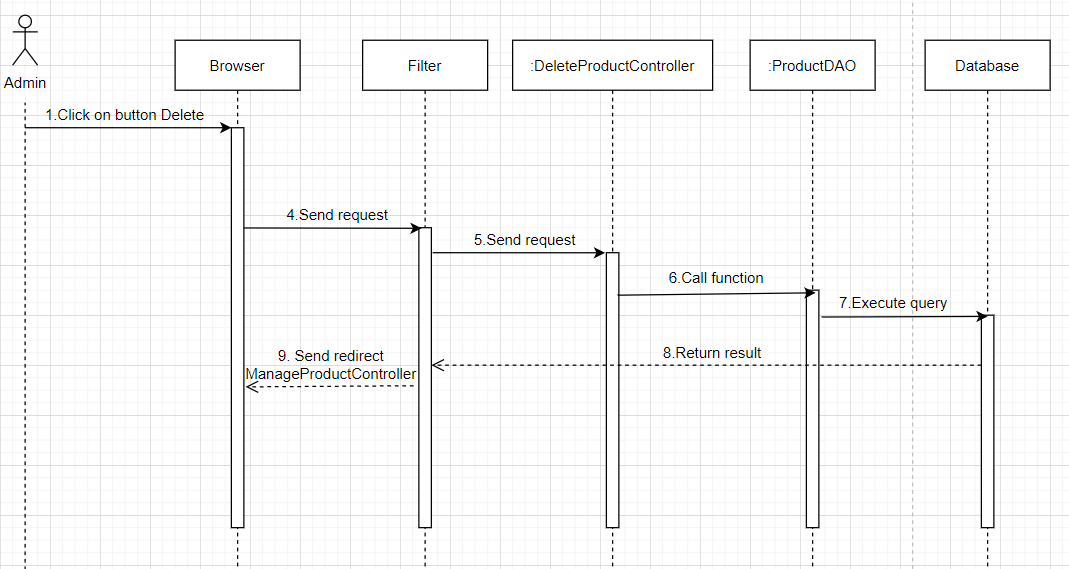 Admin
Browser
Filter
:DeleteProductController
:ProductDAO
Database
1.Click on button Delete
4.Send request
5.Send request
6.Call function
7.Execute query
8.Return result
9. Send redirect
ManageProductController